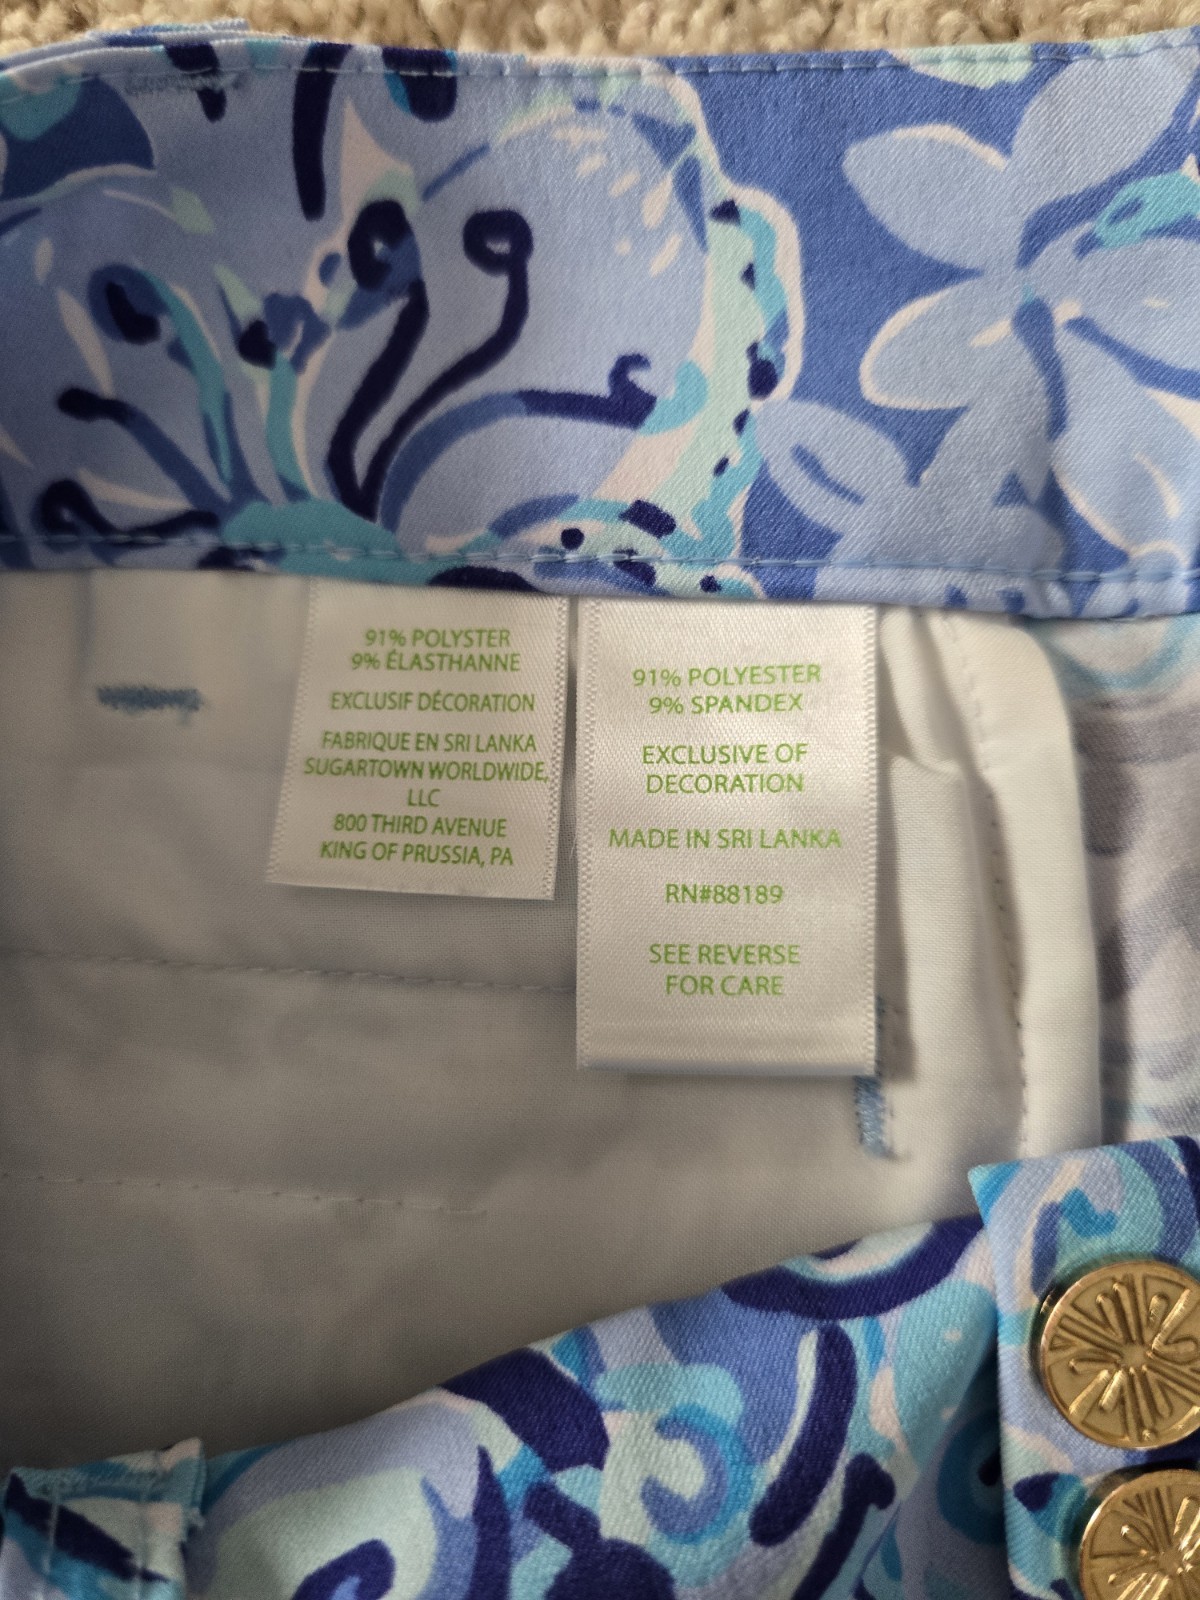 91% POLYSTER
9% ÉLASTHANNE
EXCLUSIF DÉCORATION
FABRIQUE EN SRI LANKA
SUGARTOWN WORLDWIDE,
LLC
800 THIRD AVENUE
KING OF PRUSSIA, PA
91% POLYESTER
9% SPANDEX
EXCLUSIVE OF
DECORATION
MADE IN SRI LANKA
RN#88189
SEE REVERSE
FOR CARE